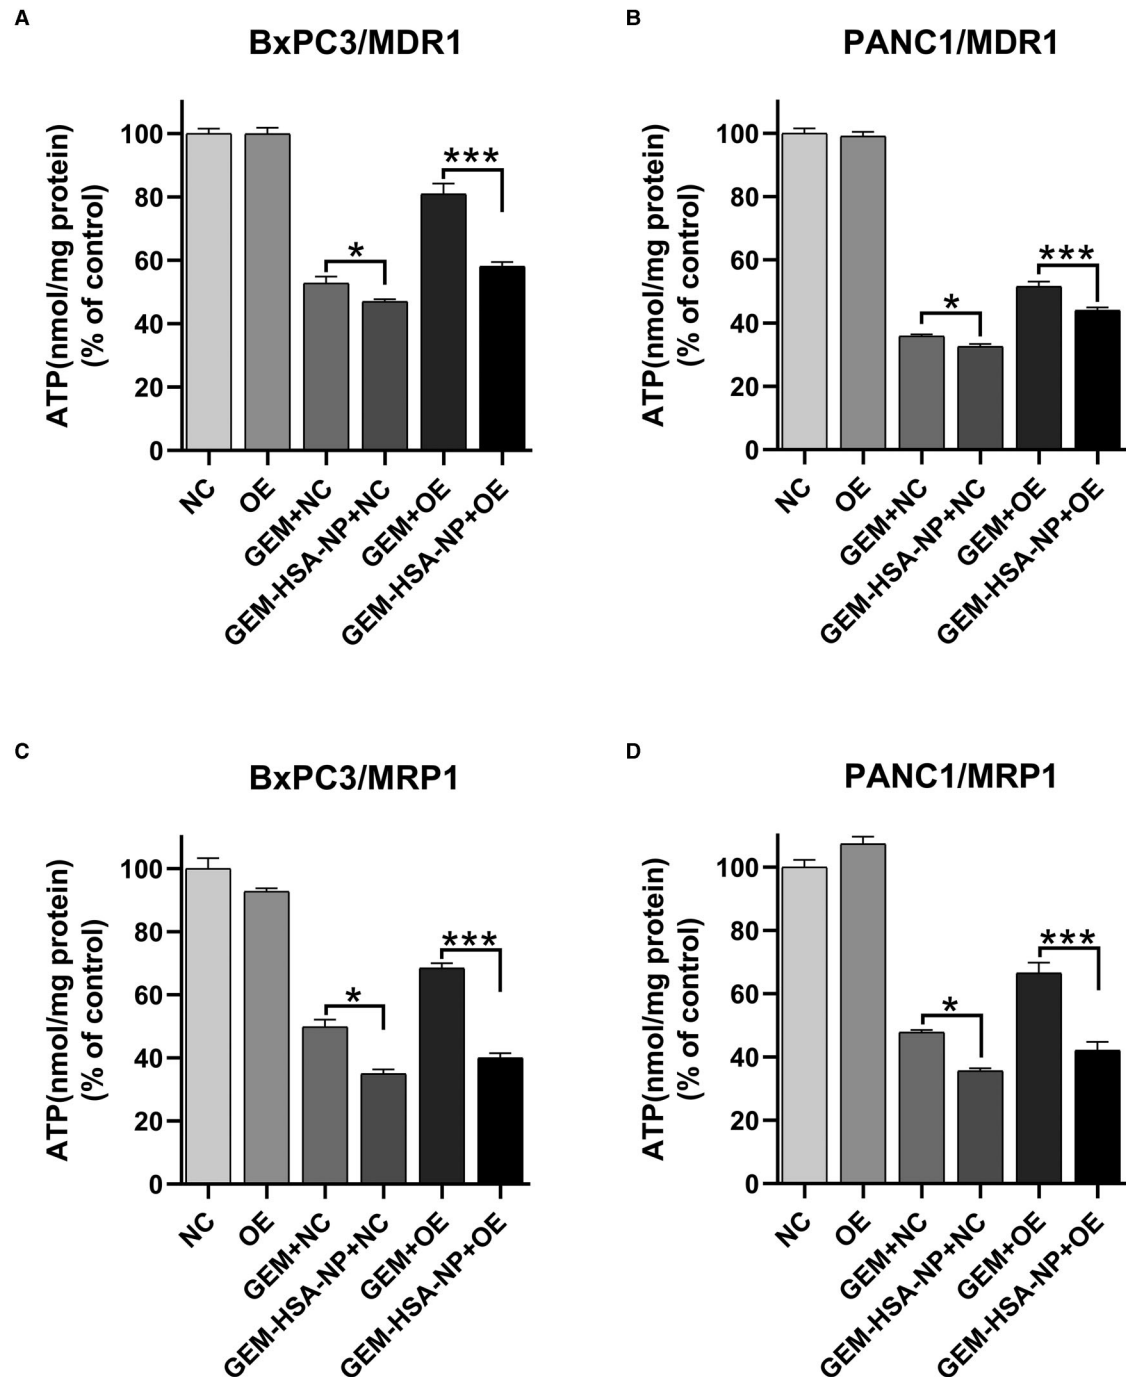 A
BxPC3/MDR1
ATP(nmol/mg protein)
(% of control)
100
80
60
40
20
0
*
***
NC
OE
GEM+NC
GEM-HSA-NP+NC
GEM+OE
GEM-HSA-NP+OE
B
PANC1/MDR1
ATP(nmol/mg protein)
(% of control)
100
80
60
40
20
0
*
***
NC
OE
GEM+NC
GEM-HSA-NP+NC
GEM+OE
GEM-HSA-NP+OE
C
BxPC3/MRP1
ATP(nmol/mg protein)
(% of control)
100
80
60
40
20
0
*
***
NC
OE
GEM+NC
GEM-HSA-NP+NC
GEM+OE
GEM-HSA-NP+OE
D
PANC1/MRP1
ATP(nmol/mg protein)
(% of control)
100
80
60
40
20
0
*
***
NC
OE
GEM+NC
GEM-HSA-NP+NC
GEM+OE
GEM-HSA-NP+OE